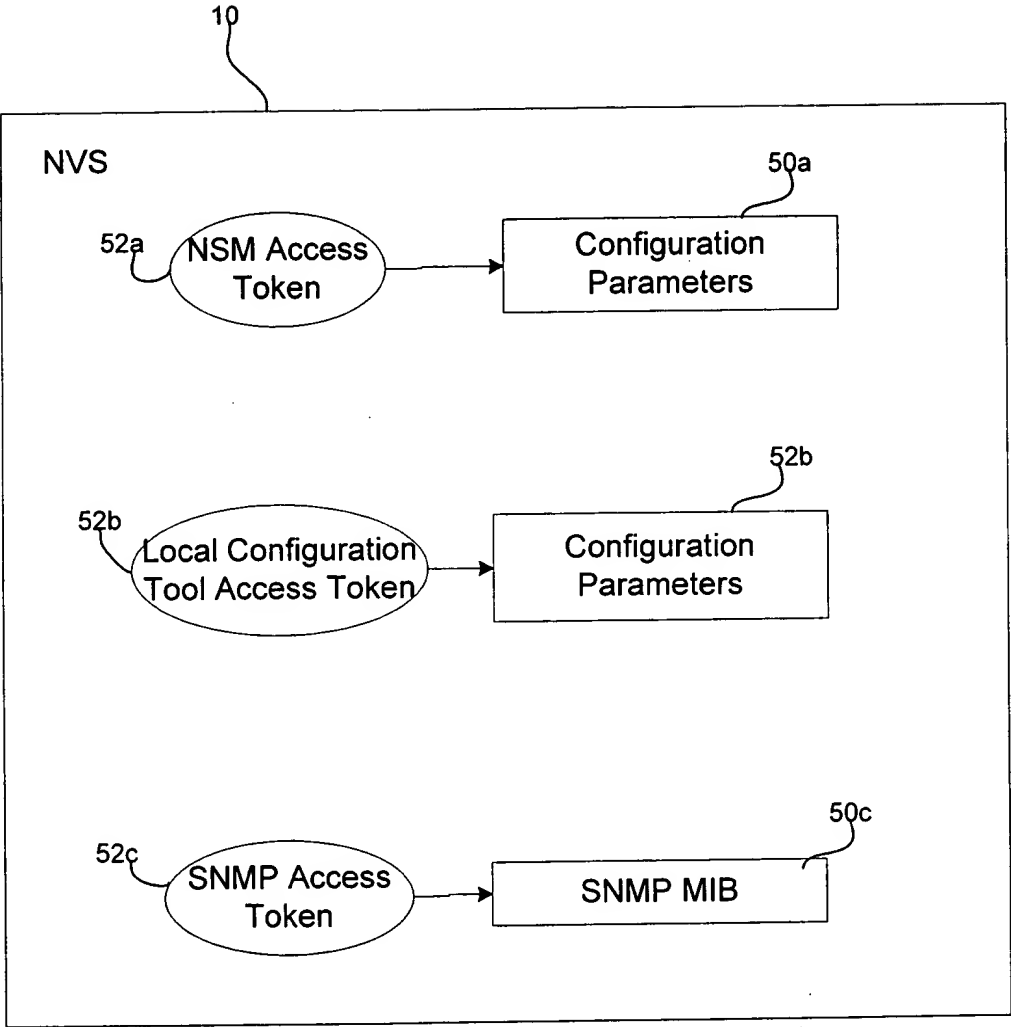 10
NVS
50a
52a
NSM Access
Token
Configuration
Parameters
52b
52b
Local Configuration
Tool Access Token
Configuration
Parameters
50c
52c
SNMP Access
Token
SNMP MIB